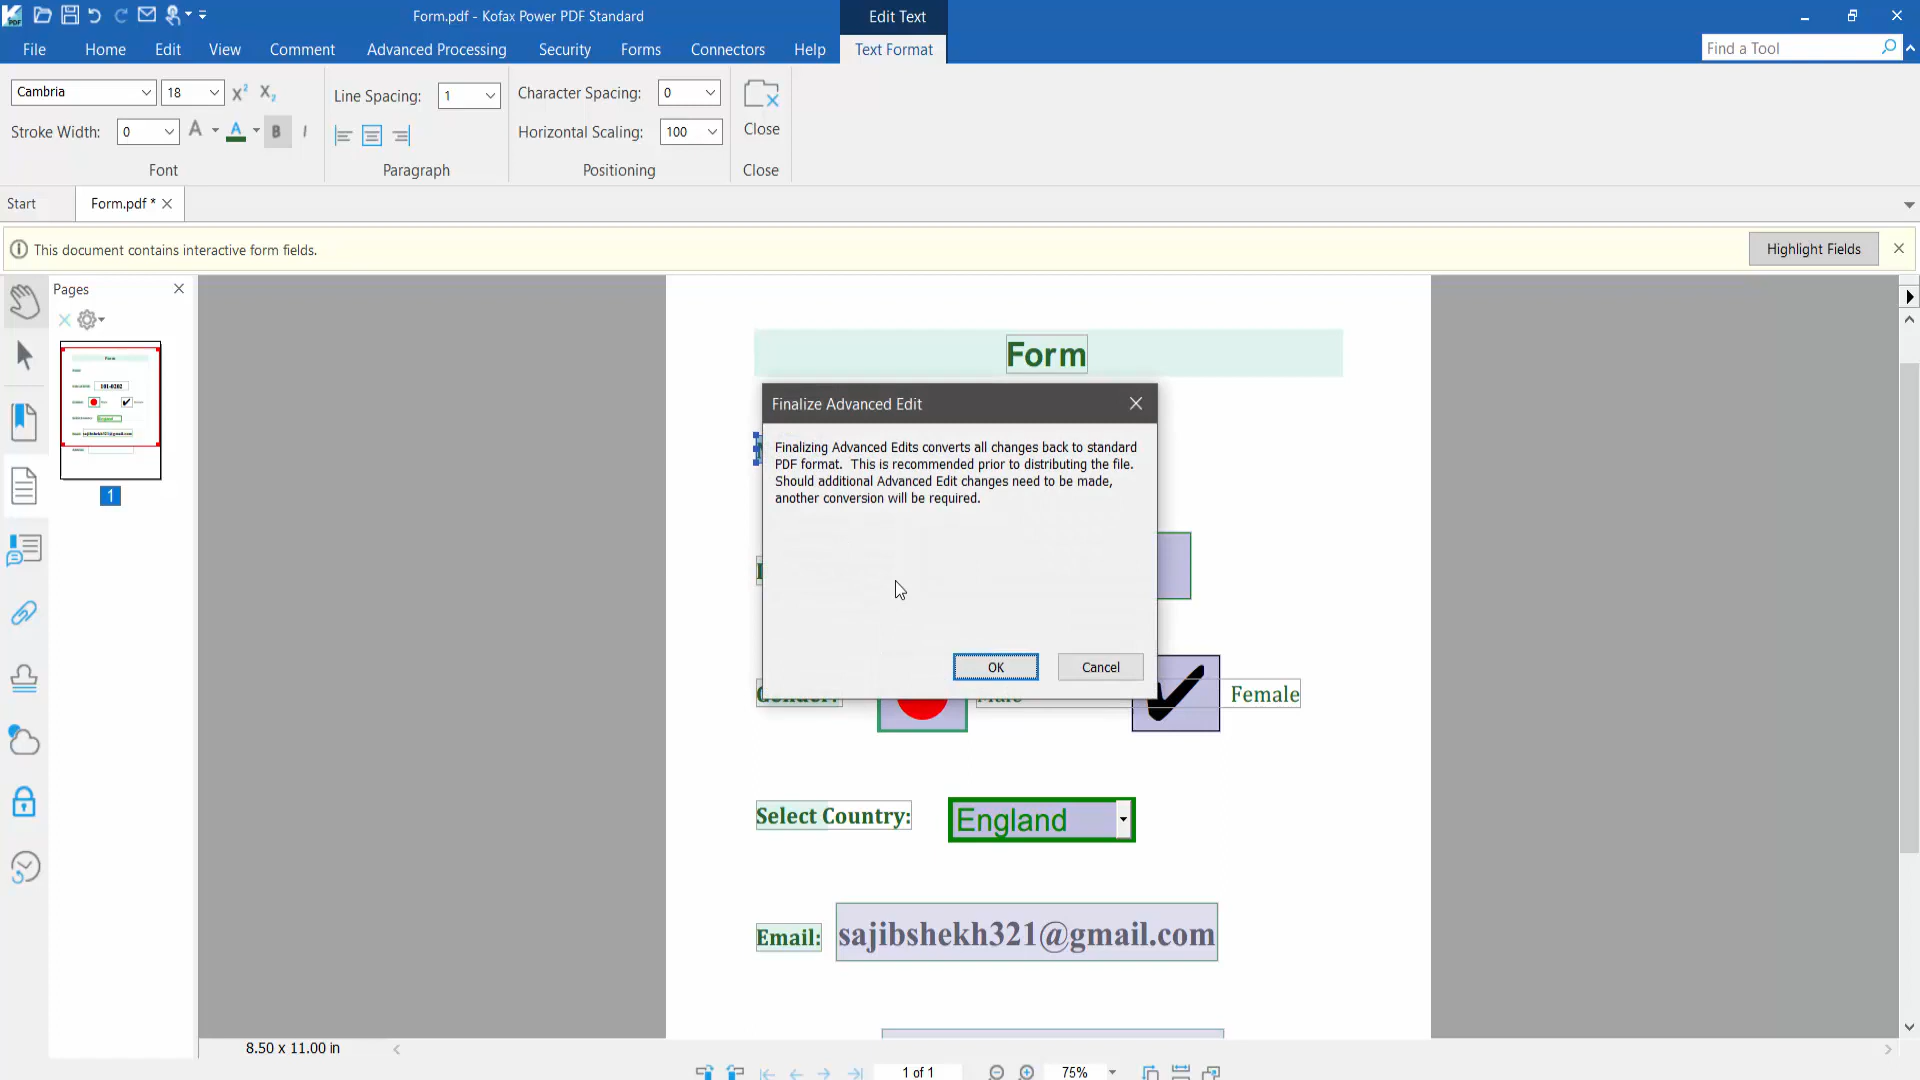 Form.pdf - Kofax Power PDF Standard
Edit Text
File Home Edit View Comment Advanced Processing Security Forms Connectors Help Text Format
Find a Tool
Cambria 18 X² X₂
Line Spacing: 1
Character Spacing: 0
Stroke Width: 0 A A B I
Horizontal Scaling: 100
Close
Font Paragraph Positioning Close
Start Form.pdf *
This document contains interactive form fields.
Highlight Fields
Pages
1
Form
Finalize Advanced Edit
Finalizing Advanced Edits converts all changes back to standard
PDF format. This is recommended prior to distributing the file.
Should additional Advanced Edit changes need to be made,
another conversion will be required.
OK Cancel
Gender: Male Female
Select Country: England
Email: sajibshekh321@gmail.com
8.50 x 11.00 in
1 of 1
75%